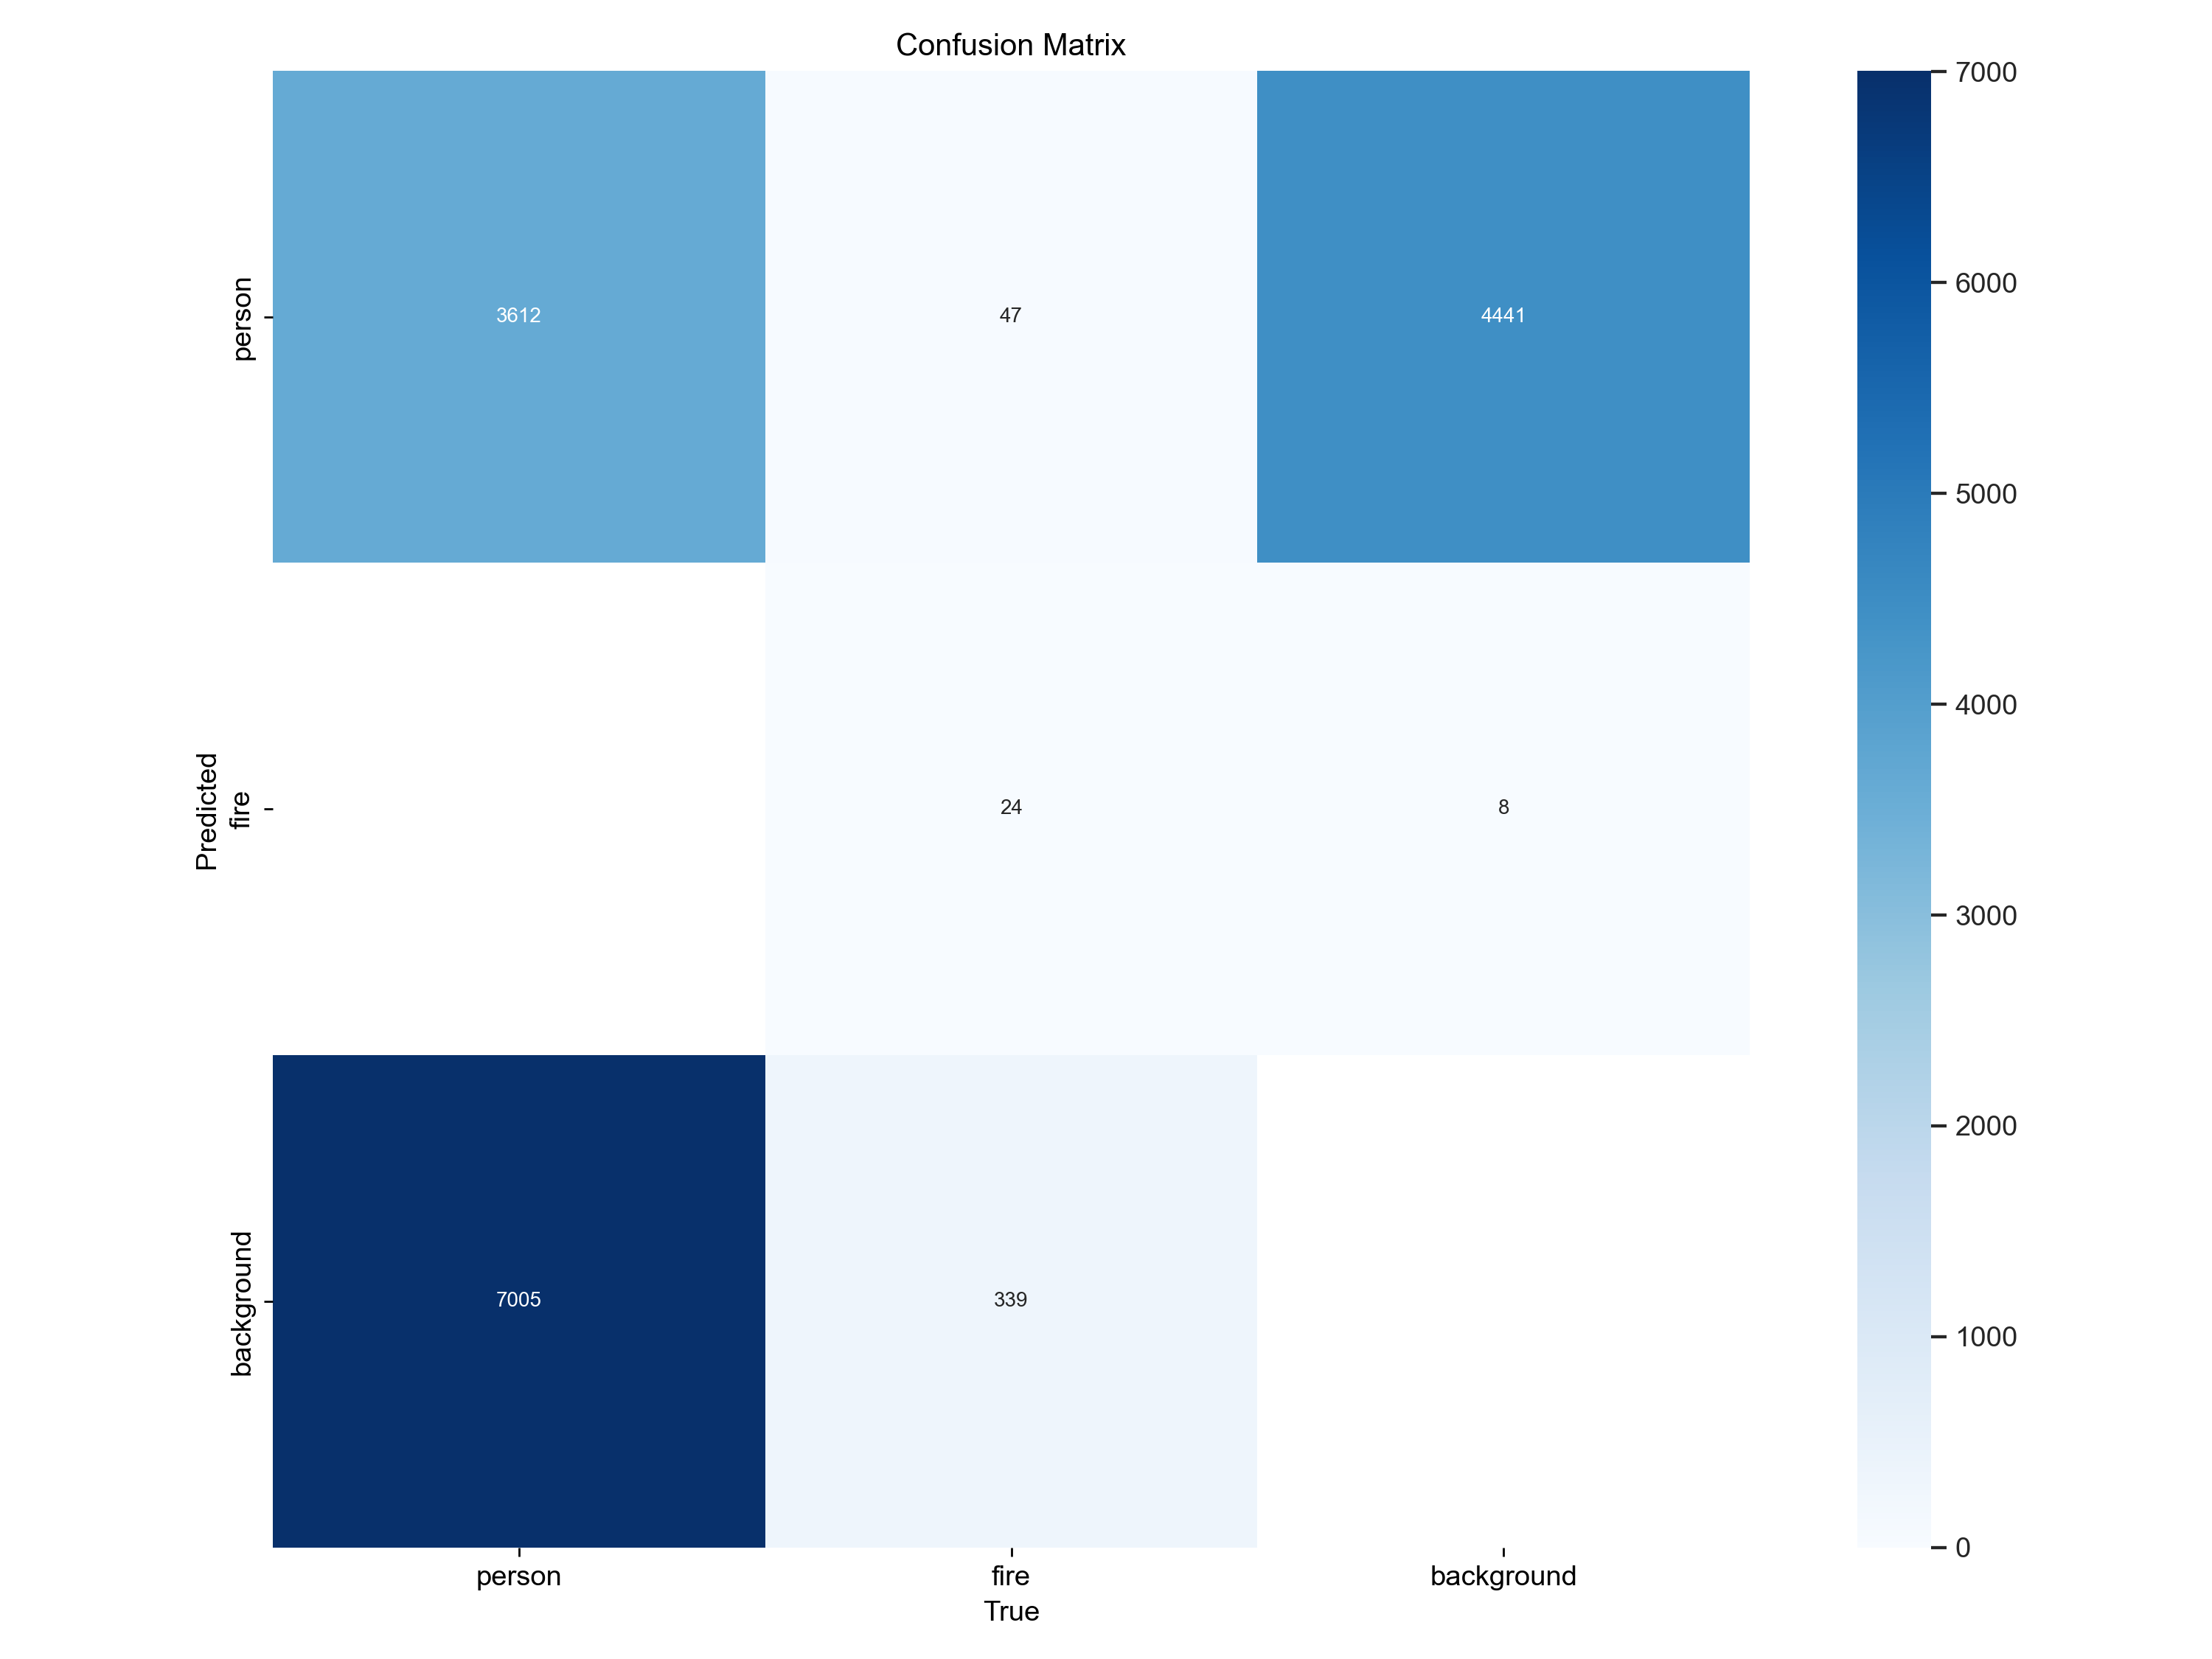 Confusion Matrix
person
3612
47
4441
Predicted
fire
24
8
background
7005
339
person
fire
background
True
7000
6000
5000
4000
3000
2000
1000
0